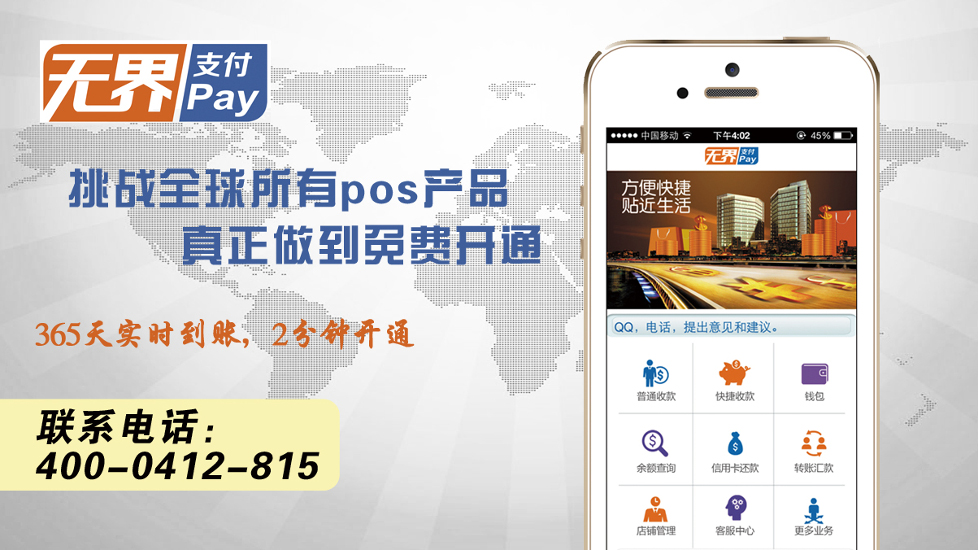 无界
支付
Pay
挑战全球所有pos产品
真正做到免费开通
365天实时到账，2分钟开通
联系电话：
400-0412-815
中国移动 下午4:02 45%
无界 支付
Pay
方便快捷
贴近生活
QQ，电话，提出意见和建议。
普通收款 快捷收款 钱包
余额查询 信用卡还款 转账汇款
店铺管理 客服中心 更多业务